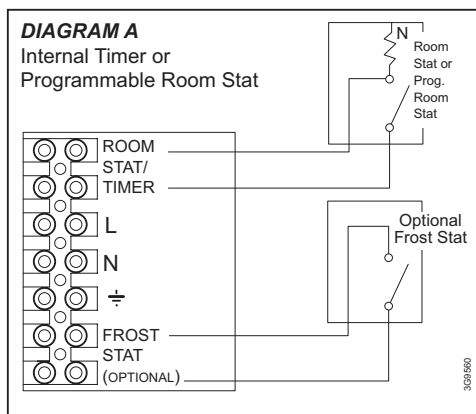 DIAGRAM A
Internal Timer or
Programmable Room Stat
N
Room
Stat or
Prog.
Room
Stat
ROOM
STAT/
TIMER
L
N
Optional
Frost Stat
FROST
STAT
(OPTIONAL)
3G9560